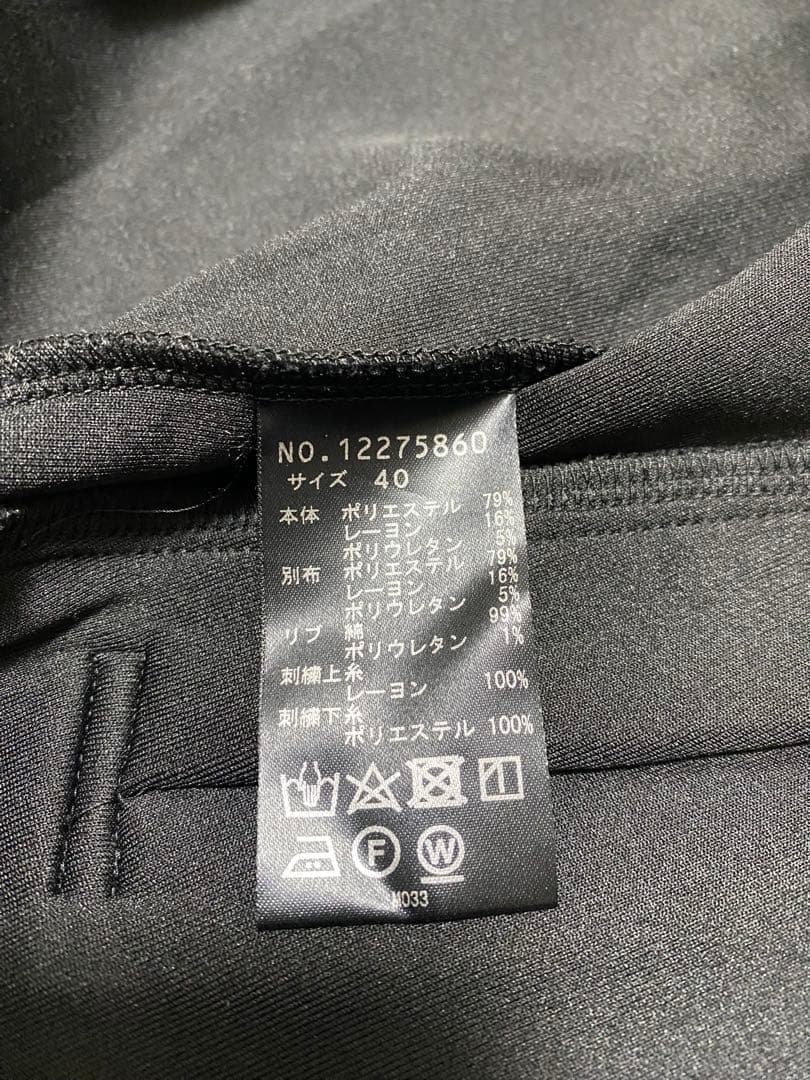 NO.12275860
サイズ 40
本体 ポリエステル 79%
レーヨン 16%
ポリウレタン 5%
別布 ポリエステル 79%
レーヨン 16%
ポリウレタン 5%
リブ 綿 99%
ポリウレタン 1%
刺繍上糸
レーヨン 100%
刺繍下糸
ポリエステル 100%
F W
M033